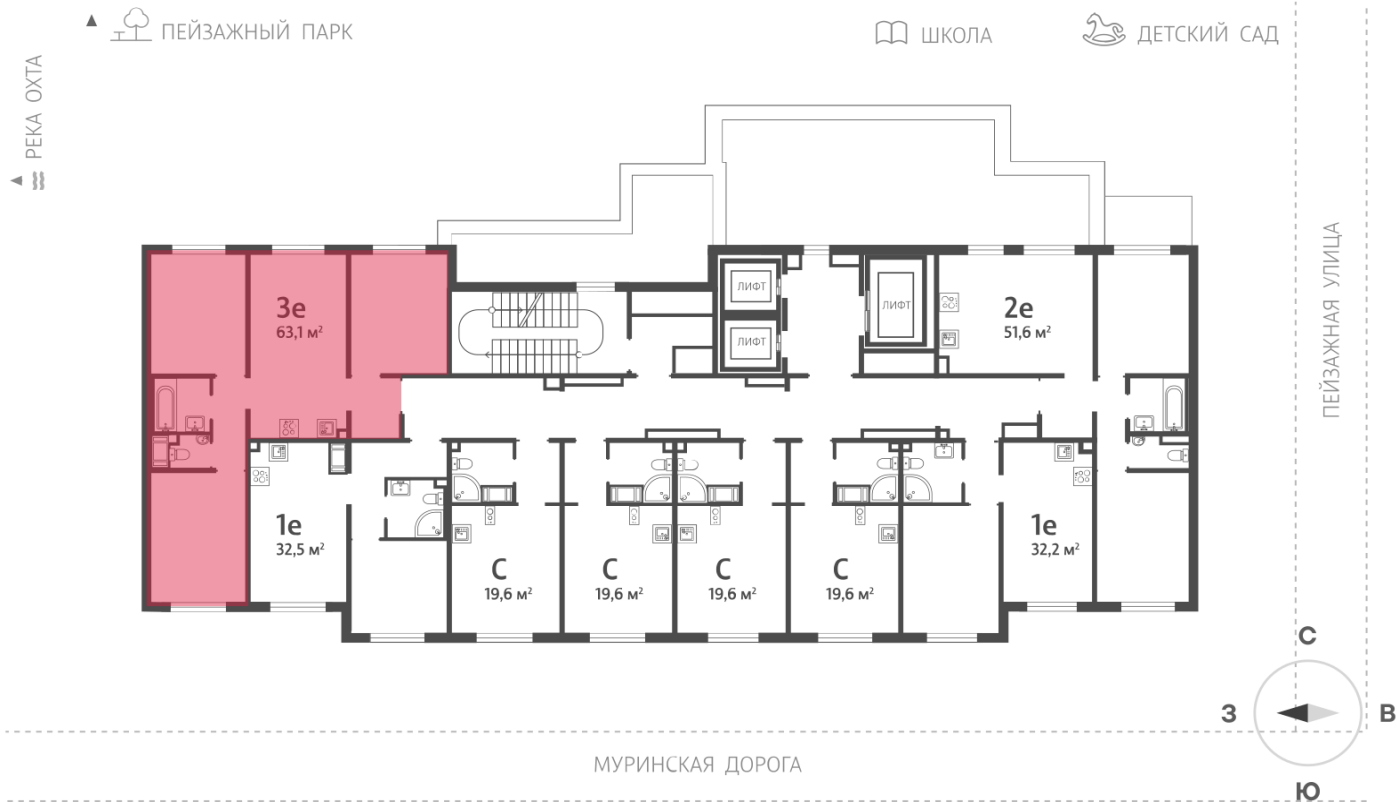 ПЕЙЗАЖНЫЙ ПАРК
ШКОЛА
ДЕТСКИЙ САД
РЕКА ОХТА
ПЕЙЗАЖНАЯ УЛИЦА
3е
63,1 м²
ЛИФТ
ЛИФТ
ЛИФТ
2е
51,6 м²
1е
32,5 м²
С
19,6 м²
С
19,6 м²
С
19,6 м²
С
19,6 м²
1е
32,2 м²
С
З
В
Ю
МУРИНСКАЯ ДОРОГА